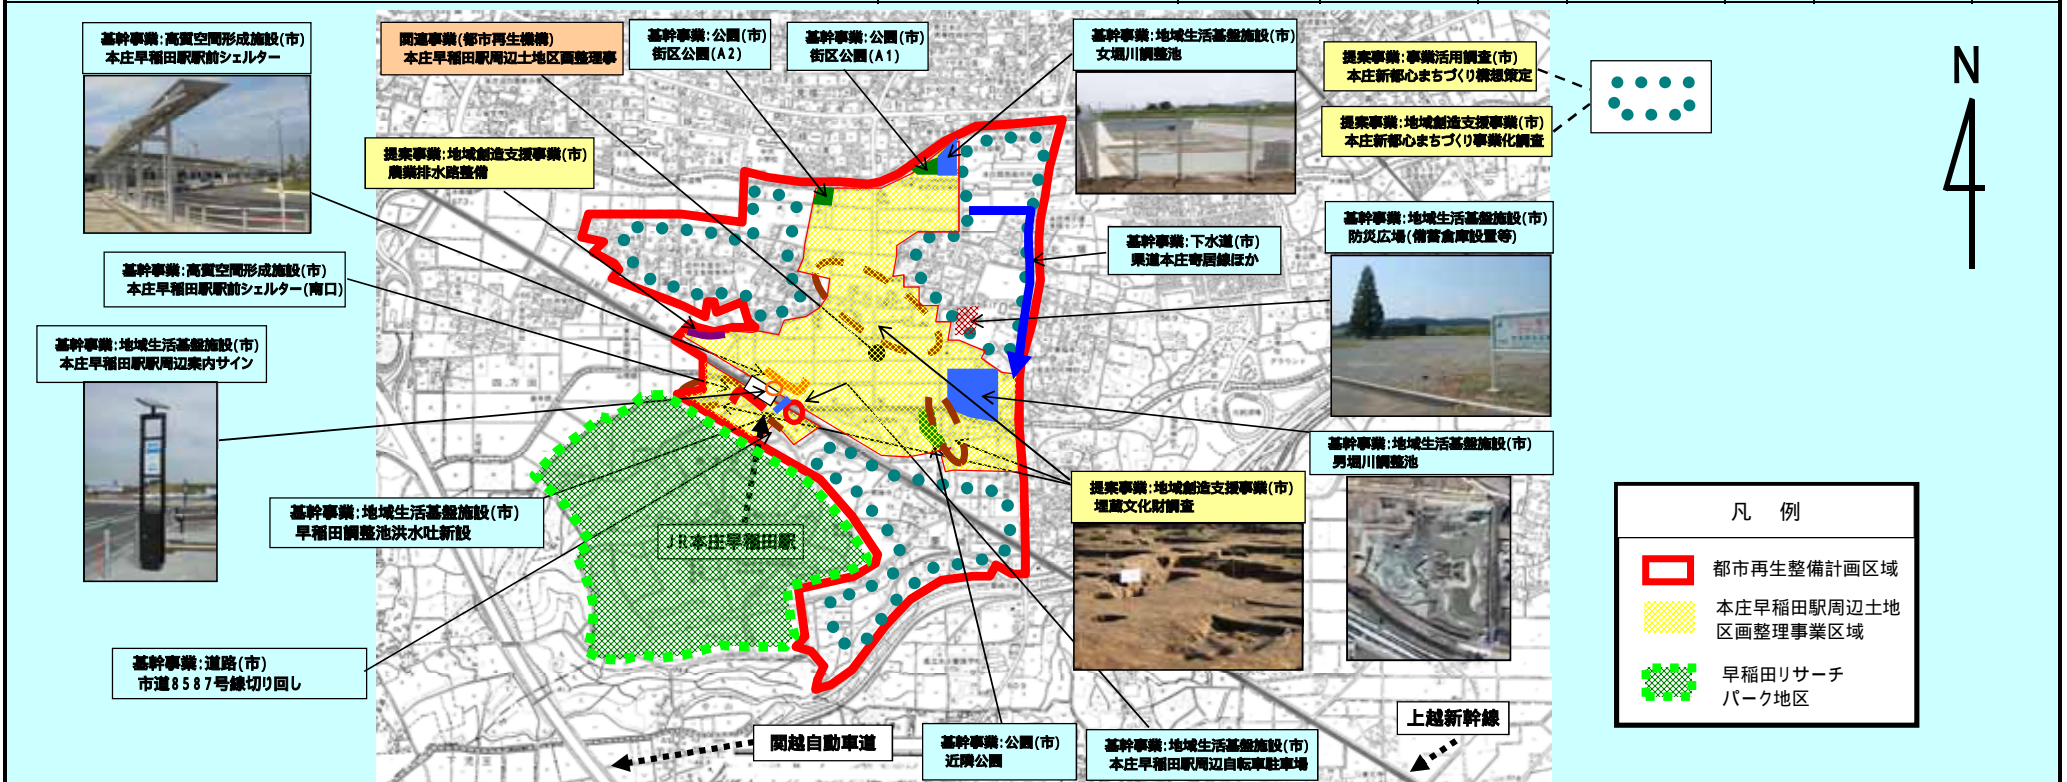 基幹事業:高質空間形成施設(市)
本庄早稲田駅駅前シェルター
関連事業(都市再生機構)
本庄早稲田駅周辺土地区画整理事
基幹事業:公園(市)
街区公園(A2)
基幹事業:公園(市)
街区公園(A1)
基幹事業:地域生活基盤施設(市)
女堀川調整池
提案事業:事業活用調査(市)
本庄新都心まちづくり構想策定
提案事業:地域創造支援事業(市)
本庄新都心まちづくり事業化調査
N
提案事業:地域創造支援事業(市)
農業排水路整備
基幹事業:地域生活基盤施設(市)
防災広場(備蓄倉庫設置等)
基幹事業:下水道(市)
県道本庄寄居線ほか
基幹事業:高質空間形成施設(市)
本庄早稲田駅駅前シェルター(南口)
基幹事業:地域生活基盤施設(市)
本庄早稲田駅駅周辺案内サイン
四方田
基幹事業:地域生活基盤施設(市)
男堀川調整池
提案事業:地域創造支援事業(市)
埋蔵文化財調査
基幹事業:地域生活基盤施設(市)
早稲田調整池洪水吐新設
JR本庄早稲田駅
凡 例
都市再生整備計画区域
本庄早稲田駅周辺土地
区画整理事業区域
早稲田リサーチ
パーク地区
基幹事業:道路(市)
市道8587号線切り回し
関越自動車道
基幹事業:公園(市)
近隣公園
基幹事業:地域生活基盤施設(市)
本庄早稲田駅周辺自転車駐車場
上越新幹線